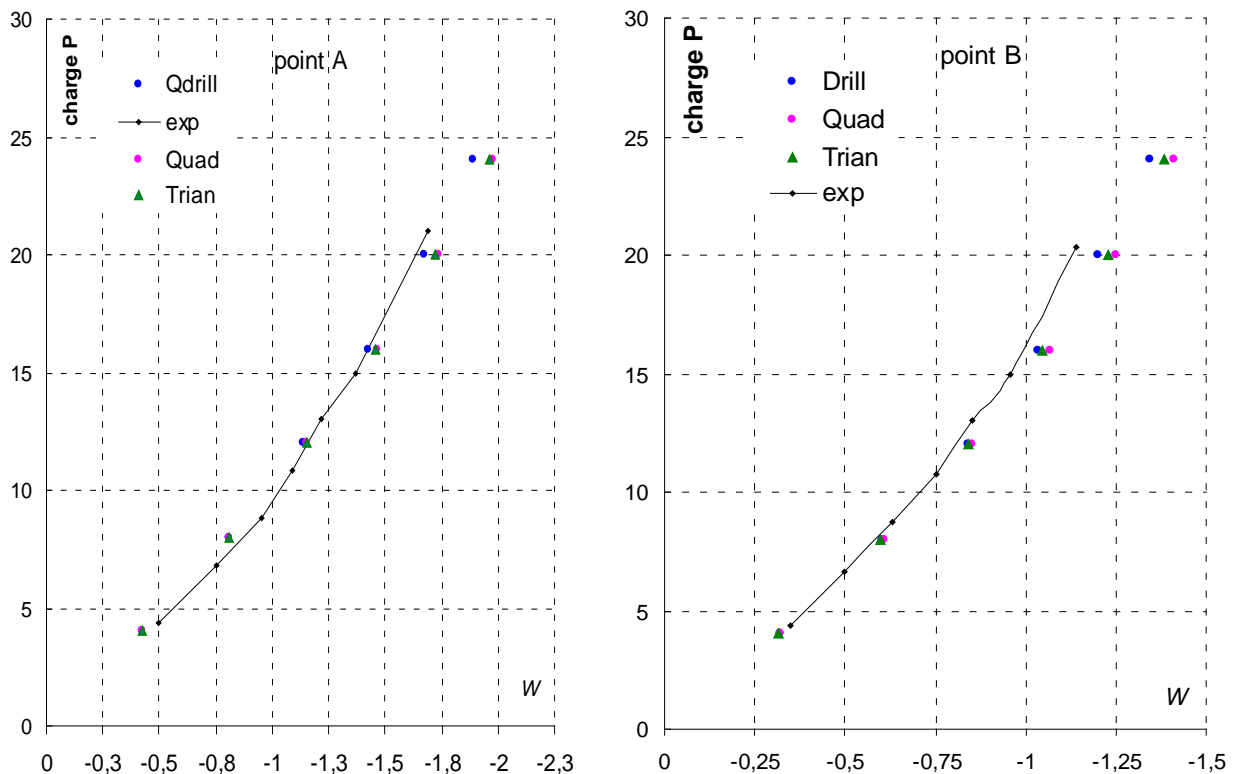 30
charge P
point A
Qdrill
exp
Quad
Trian
25
20
15
10
5
0
W
0 -0,3 -0,5 -0,8 -1 -1,3 -1,5 -1,8 -2 -2,3
30
charge P
point B
Drill
Quad
Trian
exp
25
20
15
10
5
0
W
0 -0,25 -0,5 -0,75 -1 -1,25 -1,5